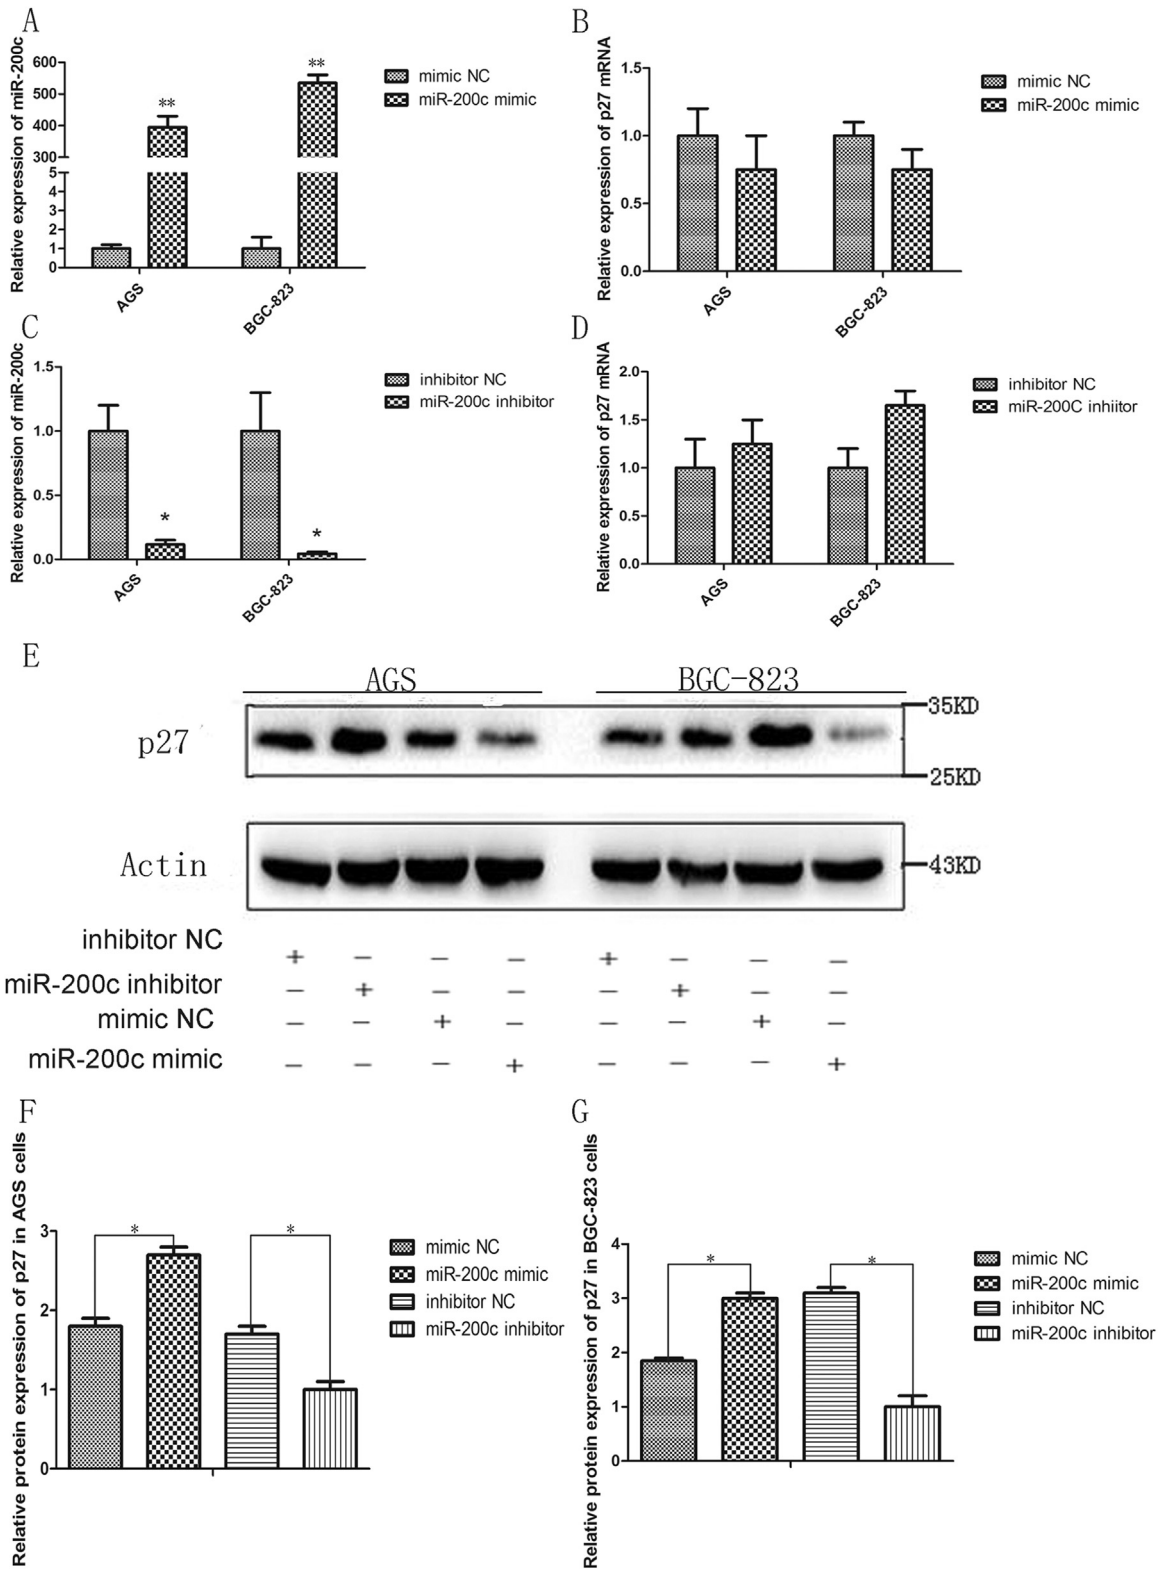 A
Relative expression of miR-200c
600
500
400
300
5
4
3
2
1
0
**
**
AGS
BGC-823
mimic NC
miR-200c mimic
B
Relative expression of p27 mRNA
1.5
1.0
0.5
0.0
AGS
BGC-823
mimic NC
miR-200c mimic
C
Relative expression of miR-200c
1.5
1.0
0.5
0.0
*
*
AGS
BGC-823
inhibitor NC
miR-200c inhibitor
D
Relative expression of p27 mRNA
2.0
1.5
1.0
0.5
0.0
AGS
BGC-823
inhibitor NC
miR-200C inhiitor
E
AGS
BGC-823
p27
35KD
25KD
Actin
43KD
inhibitor NC + − − − + − − −
miR-200c inhibitor − + − − − + − −
mimic NC − − + − − − + −
miR-200c mimic − − − + − − − +
F
Relative protein expression of p27 in AGS cells
3
2
1
0
*
*
mimic NC
miR-200c mimic
inhibitor NC
miR-200c inhibitor
G
Relative protein expression of p27 in BGC-823 cells
4
3
2
1
0
*
*
mimic NC
miR-200c mimic
inhibitor NC
miR-200c inhibitor